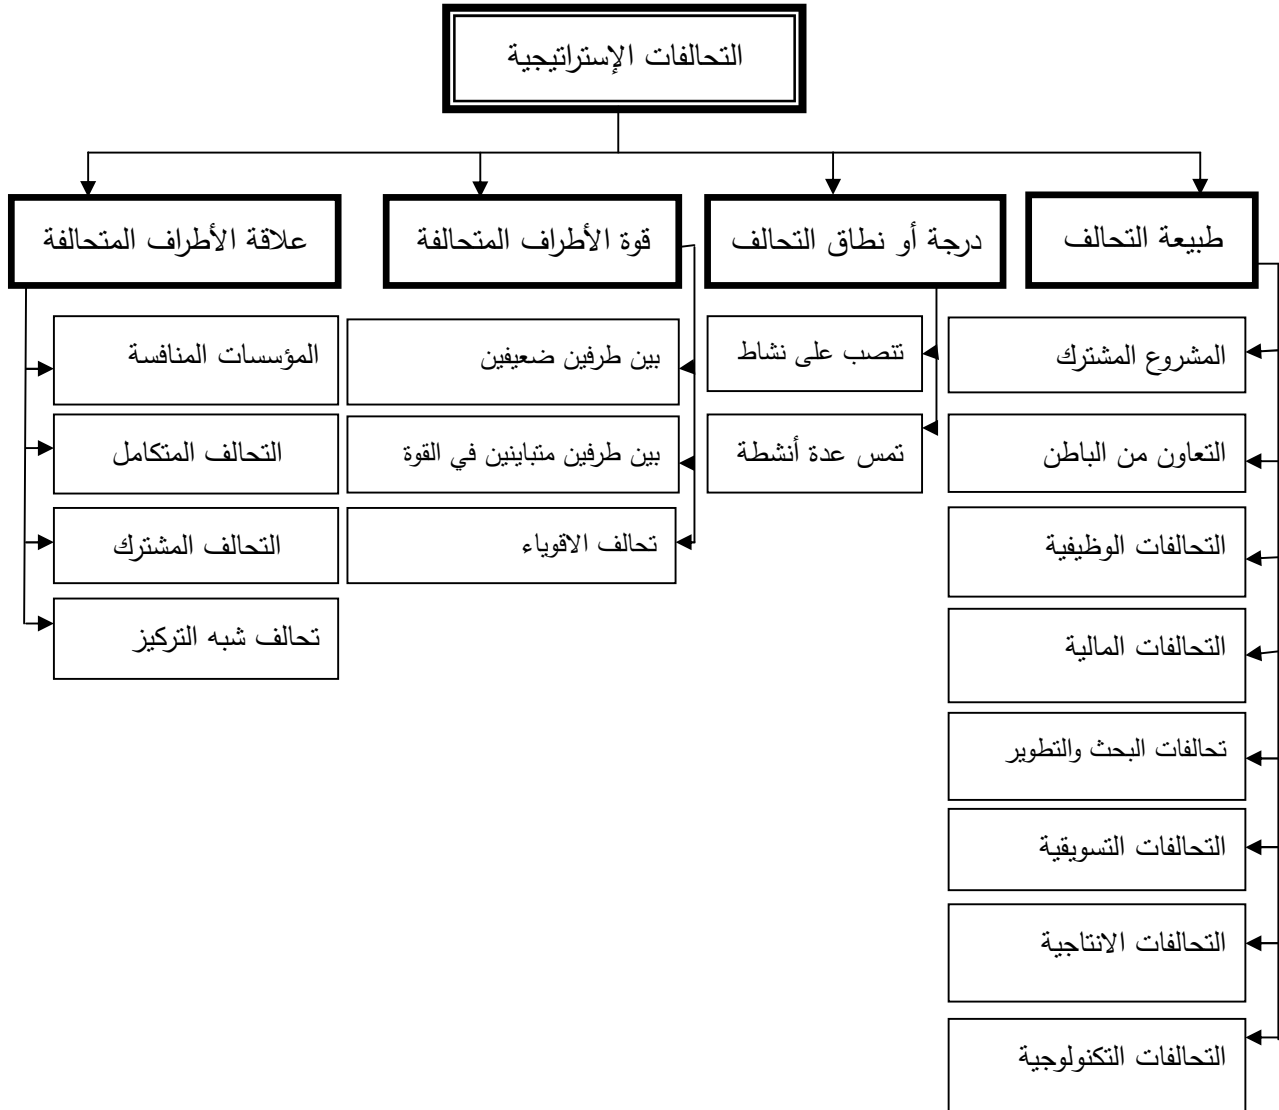 التحالفات الإستراتيجية
طبيعة التحالف
درجة أو نطاق التحالف
قوة الأطراف المتحالفة
علاقة الأطراف المتحالفة
المشروع المشترك
التعاون من الباطن
التحالفات الوظيفية
التحالفات المالية
تحالفات البحث والتطوير
التحالفات التسويقية
التحالفات الانتاجية
التحالفات التكنولوجية
تنصب على نشاط
تمس عدة أنشطة
بين طرفين ضعيفين
بين طرفين متباينين في القوة
تحالف الاقوياء
المؤسسات المنافسة
التحالف المتكامل
التحالف المشترك
تحالف شبه التركيز